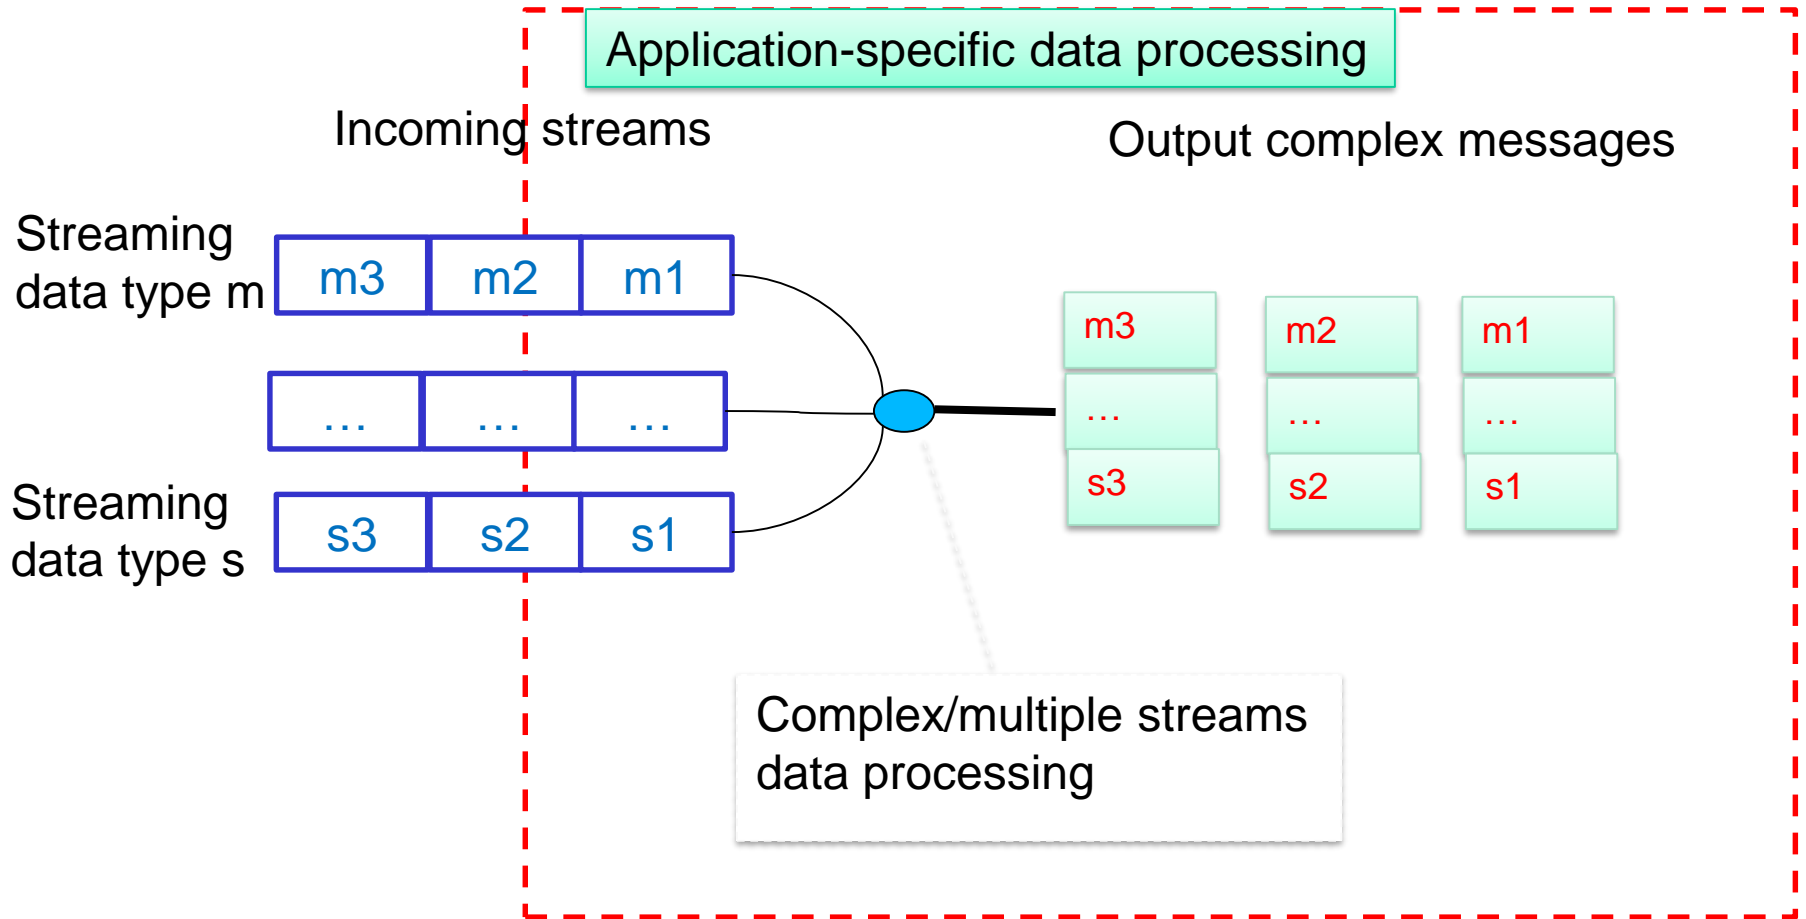 Application-specific data processing
Incoming streams
Output complex messages
Streaming
data type m
m3 m2 m1
… … …
Streaming
data type s
s3 s2 s1
m3 m2 m1
… … …
s3 s2 s1
Complex/multiple streams
data processing